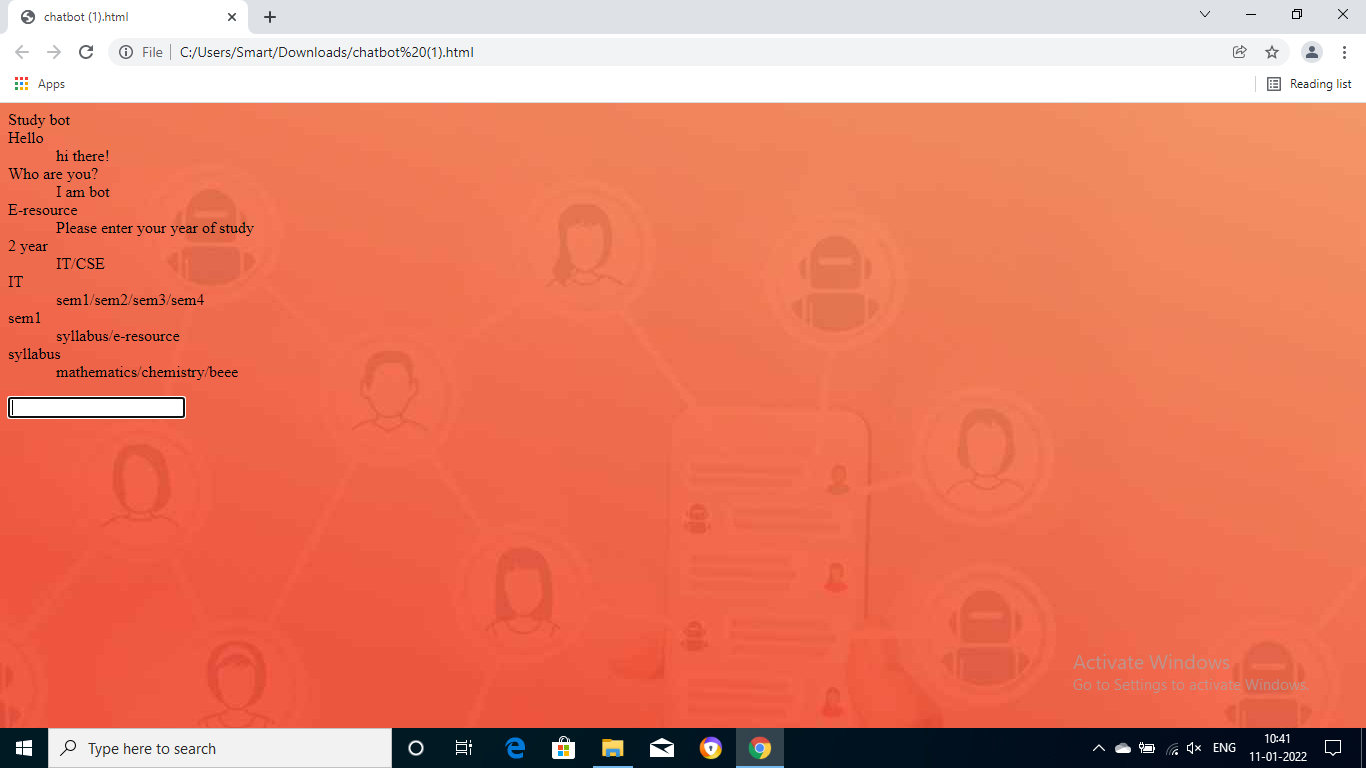 chatbot (1).html
File
C:/Users/Smart/Downloads/chatbot%20(1).html
Apps
Reading list
Study bot
Hello
hi there!
Who are you?
I am bot
E-resource
Please enter your year of study
2 year
IT/CSE
IT
sem1/sem2/sem3/sem4
sem1
syllabus/e-resource
syllabus
mathematics/chemistry/beee
Activate Windows
Go to Settings to activate Windows.
Type here to search
ENG
10:41
11-01-2022